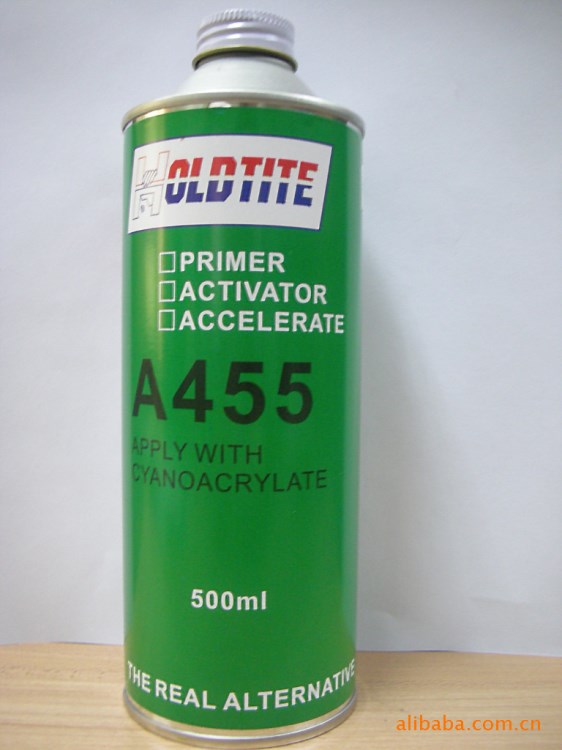 HOLDTITE
□PRIMER
□ACTIVATOR
□ACCELERATE
A455
APPLY WITH
CYANOACRYLATE
500ml
THE REAL ALTERNATIVE
alibaba.com.cn